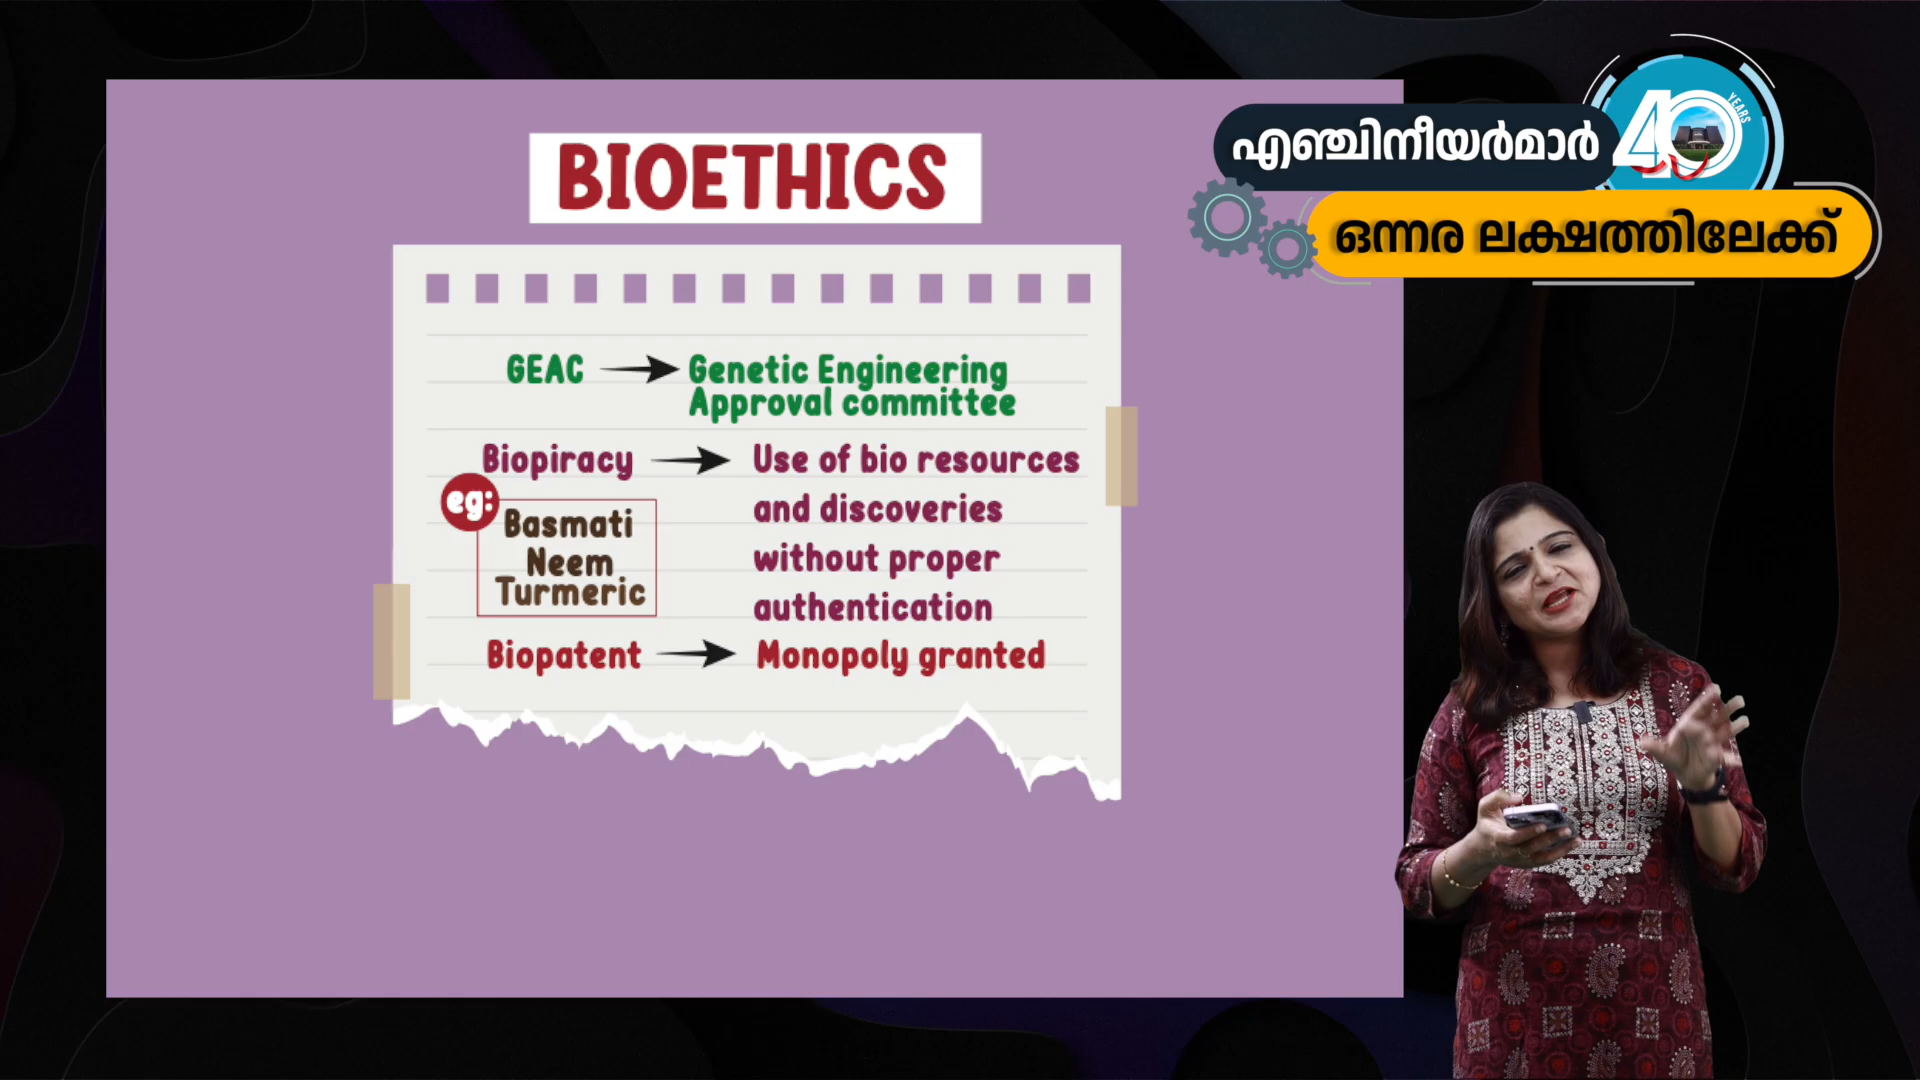 BIOETHICS
എഞ്ചിനീയർമാർ
40
YEARS
ഒന്നര ലക്ഷത്തിലേക്ക്
GEAC
Genetic Engineering
Approval committee
Biopiracy
Use of bio resources
and discoveries
without proper
authentication
eg:
Basmati
Neem
Turmeric
Biopatent
Monopoly granted